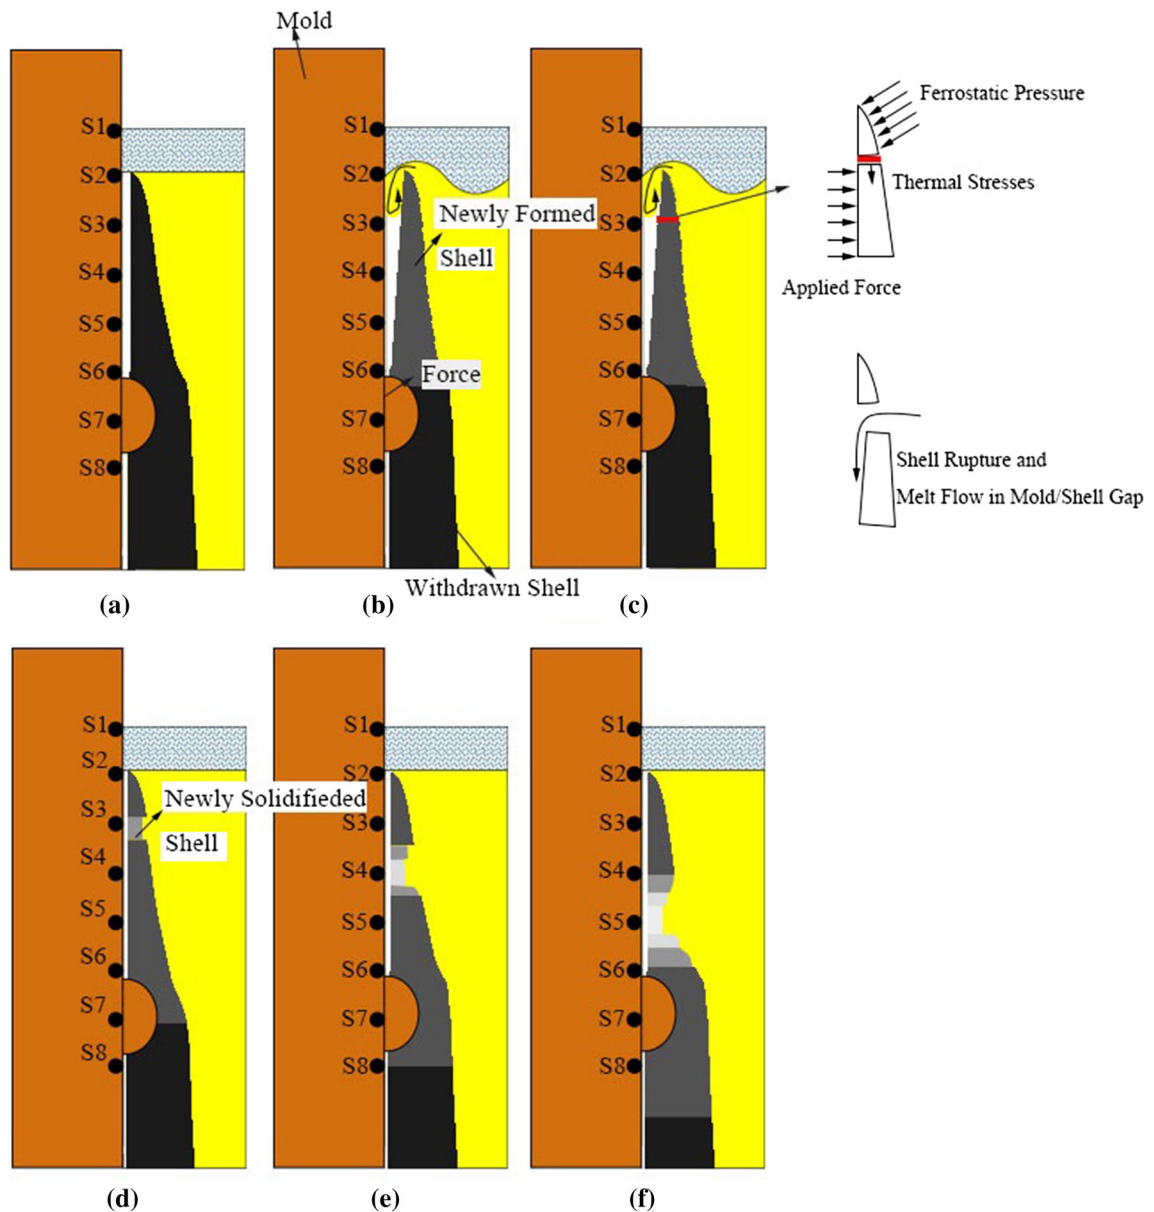 Mold
S1
S2
S3
S4
S5
S6
S7
S8
(a)
S1
S2
S3
S4
S5
S6
S7
S8
Newly Formed
Shell
Force
Withdrawn Shell
(b)
S1
S2
S3
S4
S5
S6
S7
S8
(c)
Ferrostatic Pressure
Thermal Stresses
Applied Force
Shell Rupture and
Melt Flow in Mold/Shell Gap
S1
S2
S3
S4
S5
S6
S7
S8
Newly Solidifieded
Shell
(d)
S1
S2
S3
S4
S5
S6
S7
S8
(e)
S1
S2
S3
S4
S5
S6
S7
S8
(f)